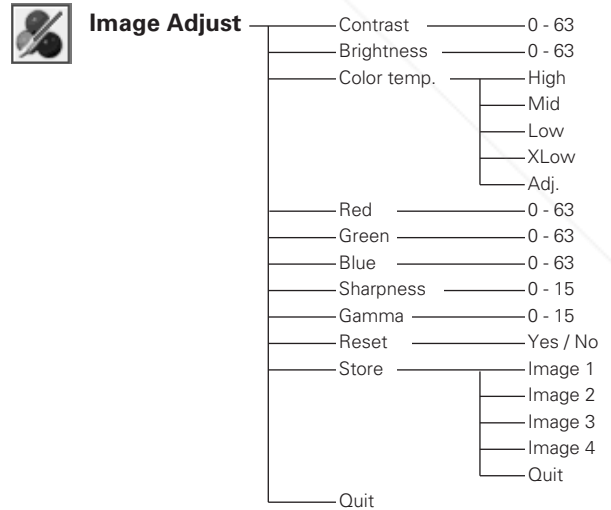 Image Adjust Contrast 0 - 63
Brightness 0 - 63
Color temp. High
Mid
Low
XLow
Adj.
Red 0 - 63
Green 0 - 63
Blue 0 - 63
Sharpness 0 - 15
Gamma 0 - 15
Reset Yes / No
Store Image 1
Image 2
Image 3
Image 4
Quit
Quit